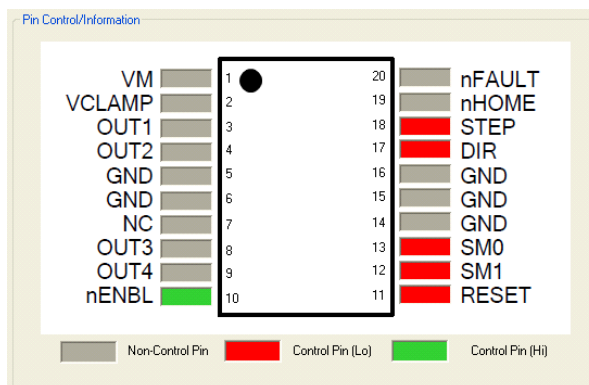 Pin Control/Information
VM 1 20 nFAULT
VCLAMP 2 19 nHOME
OUT1 3 18 STEP
OUT2 4 17 DIR
GND 5 16 GND
GND 6 15 GND
NC 7 14 GND
OUT3 8 13 SM0
OUT4 9 12 SM1
nENBL 10 11 RESET
Non-Control Pin Control Pin (Lo) Control Pin (Hi)